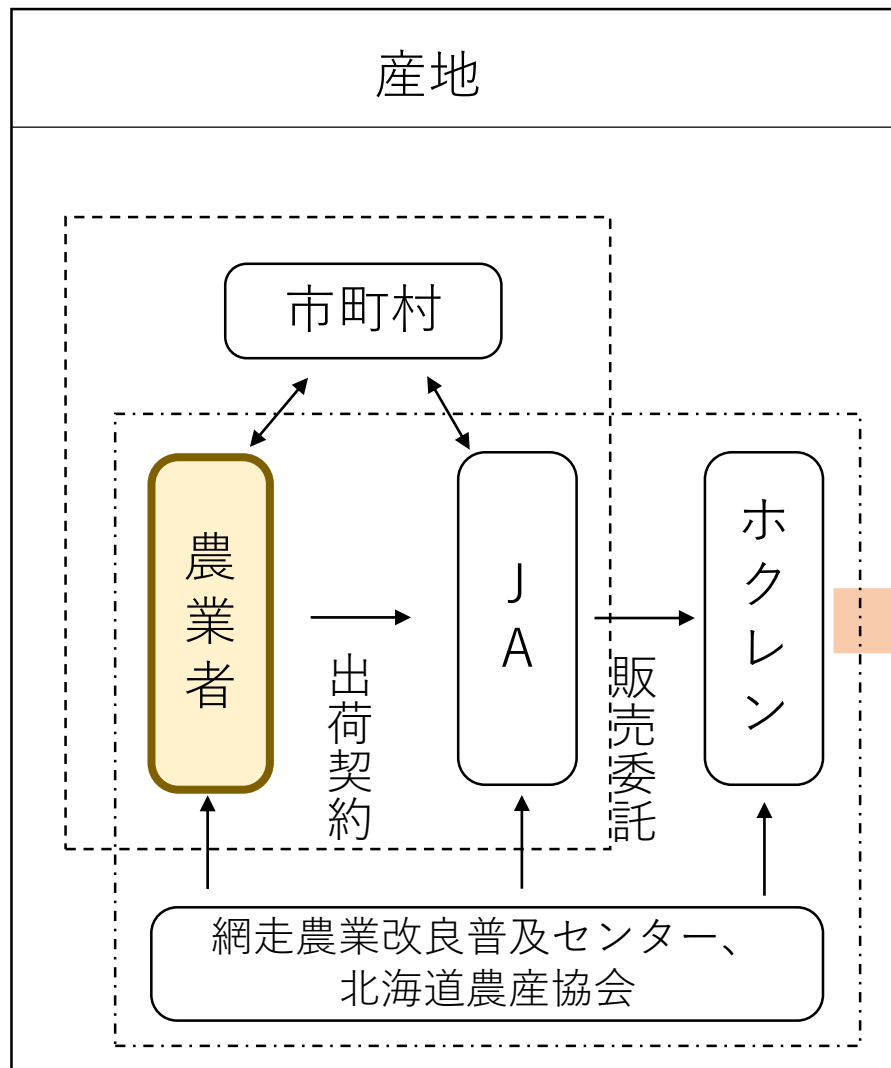 産地
市町村
農業者
出荷契約
JA
販売委託
ホクレン
網走農業改良普及センター、
北海道農産協会